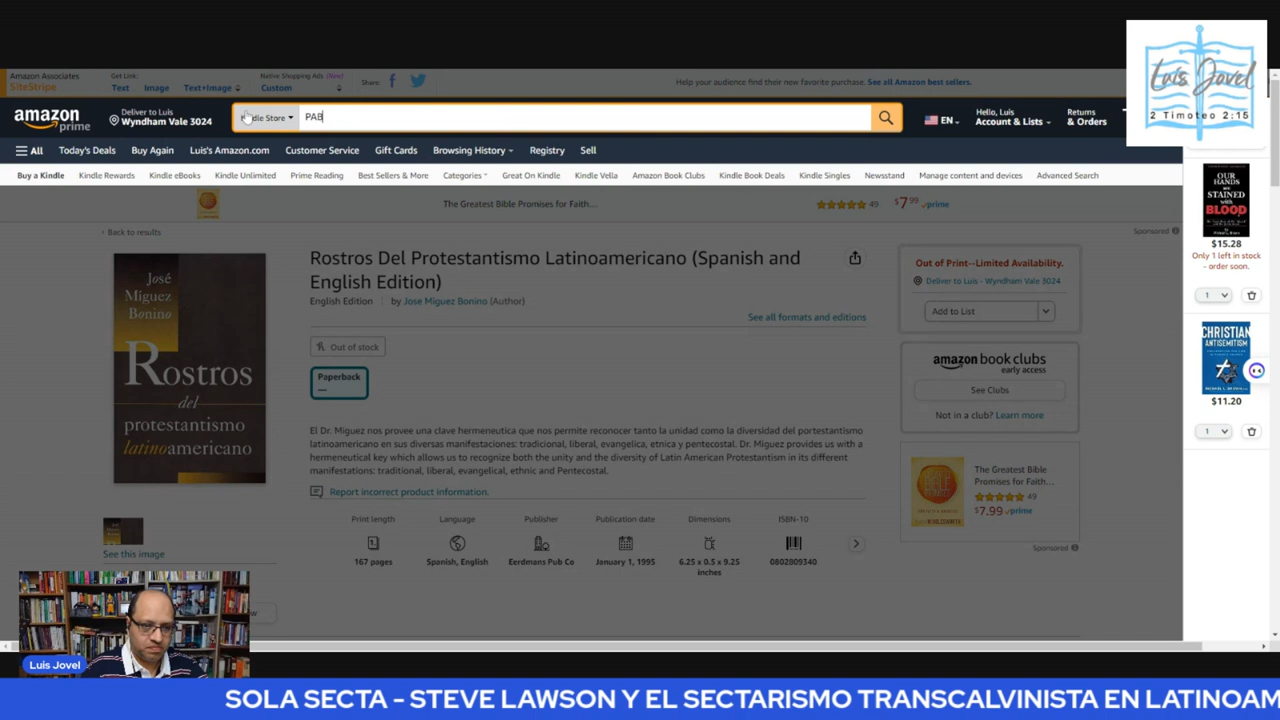 Amazon Associates
SiteStripe
Get Link:
Text
Image
Text+Image
Native Shopping Ads (New)
Custom
Share:
Help your audience find their new favorite purchase. See all Amazon best sellers.
amazon
prime
Deliver to Luis
Wyndham Vale 3024
Kindle Store
PAB
EN
Hello, Luis
Account & Lists
Returns
& Orders
Luis Jovel
2 Timoteo 2:15
All
Today's Deals
Buy Again
Luis's Amazon.com
Customer Service
Gift Cards
Browsing History
Registry
Sell
Buy a Kindle
Kindle Rewards
Kindle eBooks
Kindle Unlimited
Prime Reading
Best Sellers & More
Categories
Great On Kindle
Kindle Vella
Amazon Book Clubs
Kindle Book Deals
Kindle Singles
Newsstand
Manage content and devices
Advanced Search
The Greatest Bible Promises for Faith...
49
$7.99
prime
Sponsored
‹ Back to results
José
Míguez
Bonino
Rostros
del
protestantismo
latinoamericano
See this image
Rostros Del Protestantismo Latinoamericano (Spanish and
English Edition)
English Edition | by Jose Miguez Bonino (Author)
See all formats and editions
Out of stock
Paperback
—
El Dr. Miguez nos provee una clave hermeneutica que nos permite reconocer tanto la unidad como la diversidad del portestantismo
latinoamericano en sus diversas manifestaciones: tradicional, liberal, evangelica, etnica y pentecostal. Dr. Miguez provides us with a
hermeneutical key which allows us to recognize both the unity and the diversity of Latin American Protestantism in its different
manifestations: traditional, liberal, evangelical, ethnic and Pentecostal.
Report incorrect product information.
Print length
167 pages
Language
Spanish, English
Publisher
Eerdmans Pub Co
Publication date
January 1, 1995
Dimensions
6.25 x 0.5 x 9.25
inches
ISBN-10
0802809340
Out of Print--Limited Availability.
Deliver to Luis - Wyndham Vale 3024
Add to List
amazon book clubs
early access
See Clubs
Not in a club? Learn more
The Greatest Bible
Promises for Faith...
49
$7.99 prime
Sponsored
OUR
HANDS
are
STAINED
with
BLOOD
$15.28
Only 1 left in stock
- order soon.
1
CHRISTIAN
ANTISEMITISM
$11.20
1
Luis Jovel
SOLA SECTA - STEVE LAWSON Y EL SECTARISMO TRANSCALVINISTA EN LATINOAM